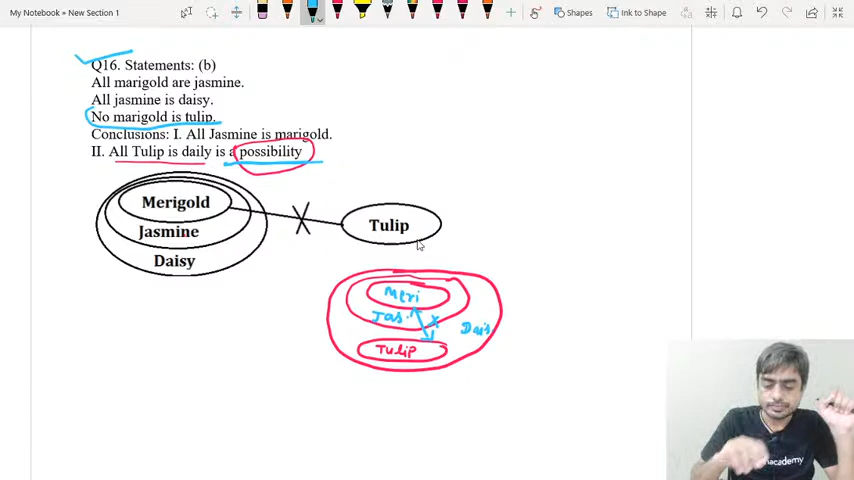 My Notebook » New Section 1
Shapes
Ink to Shape
Q16. Statements: (b)
All marigold are jasmine.
All jasmine is daisy.
No marigold is tulip.
Conclusions: I. All Jasmine is marigold.
II. All Tulip is daily is a possibility
Merigold
Jasmine
Daisy
Tulip
Meri
Jas.
Dais
Tulip
hacademy